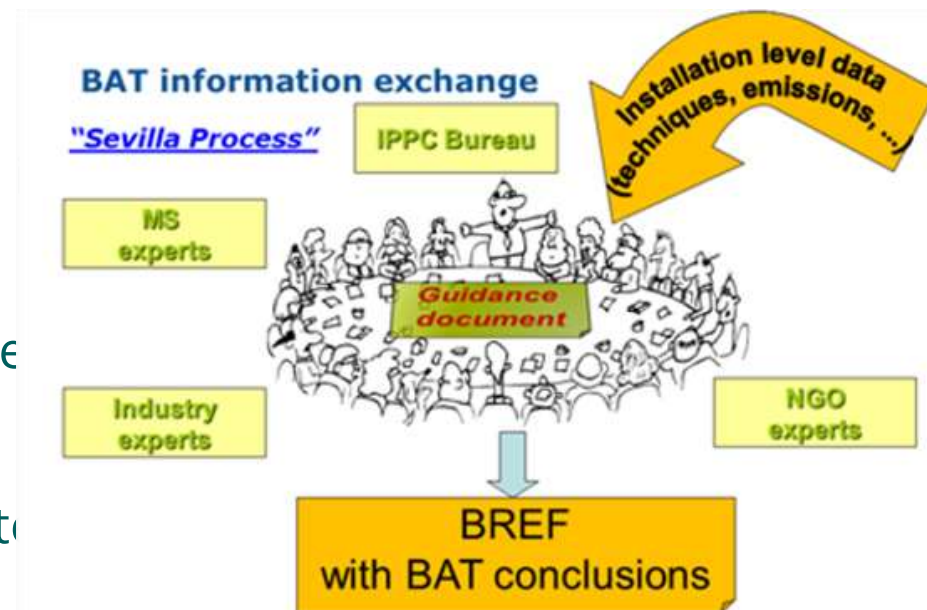 BAT information exchange
"Sevilla Process"
IPPC Bureau
Installation level data
(techniques, emissions, ...)
MS
experts
Guidance
document
Industry
experts
NGO
experts
BREF
with BAT conclusions